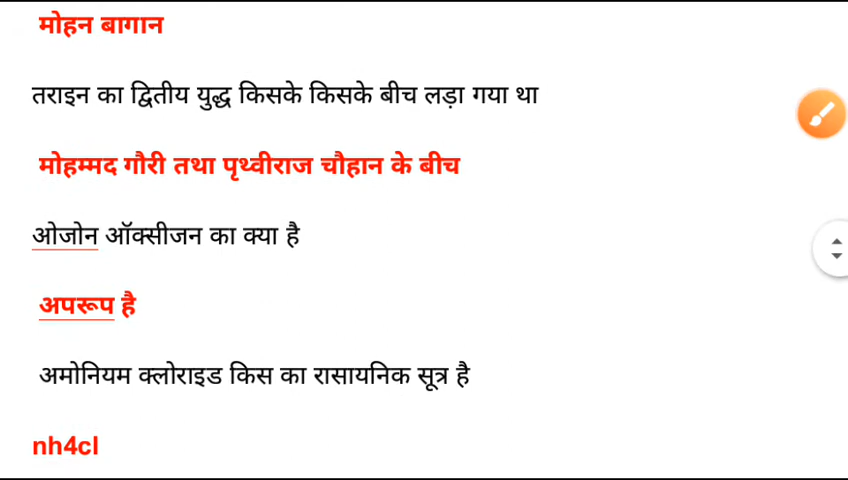 मोहन बागान
तराइन का द्वितीय युद्ध किसके किसके बीच लड़ा गया था
मोहम्मद गौरी तथा पृथ्वीराज चौहान के बीच
ओजोन ऑक्सीजन का क्या है
अपरूप है
अमोनियम क्लोराइड किस का रासायनिक सूत्र है
nh4cl